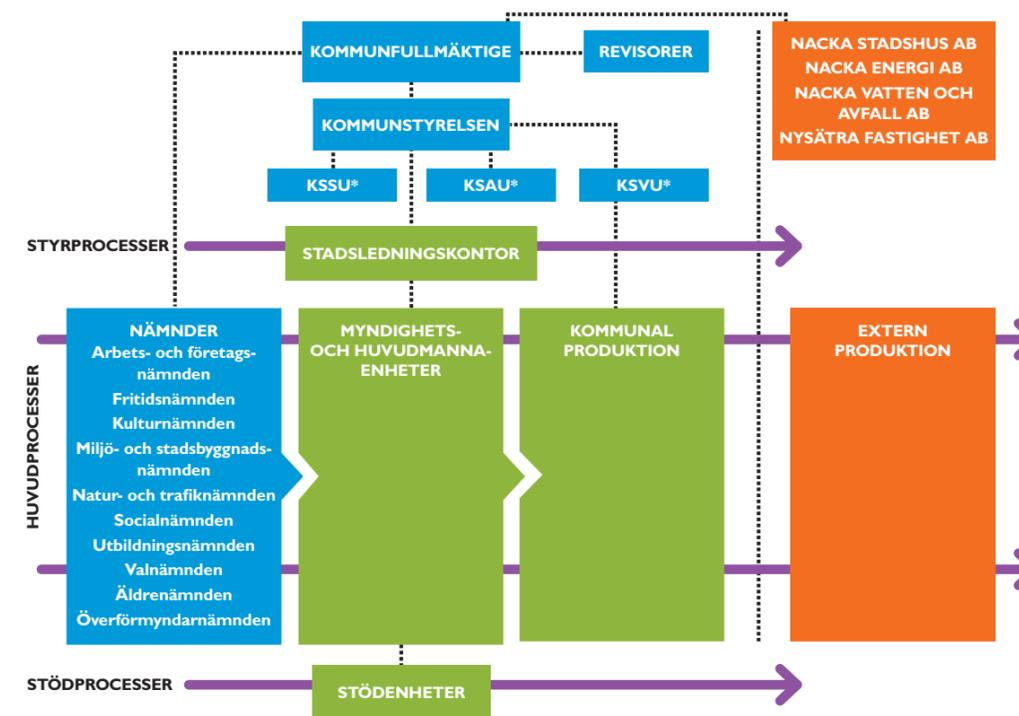 KOMMUNFULLMÄKTIGE
REVISORER
NACKA STADSHUS AB
NACKA ENERGI AB
NACKA VATTEN OCH
AVFALL AB
NYSÄTRA FASTIGHET AB
KOMMUNSTYRELSEN
KSSU*
KSAU*
KSVU*
STYRPROCESSER
STADSLEDNINGSKONTOR
HUVUDPROCESSER
NÄMNDER
Arbets- och företags-
nämnden
Fritidsnämnden
Kulturnämnden
Miljö- och stadsbyggnads-
nämnden
Natur- och trafiknämnden
Socialnämnden
Utbildningsnämnden
Valnämnden
Äldrenämnden
Överförmyndarnämnden
MYNDIGHETS-
OCH HUVUDMANNA-
ENHETER
KOMMUNAL
PRODUKTION
EXTERN
PRODUKTION
STÖDPROCESSER
STÖDENHETER